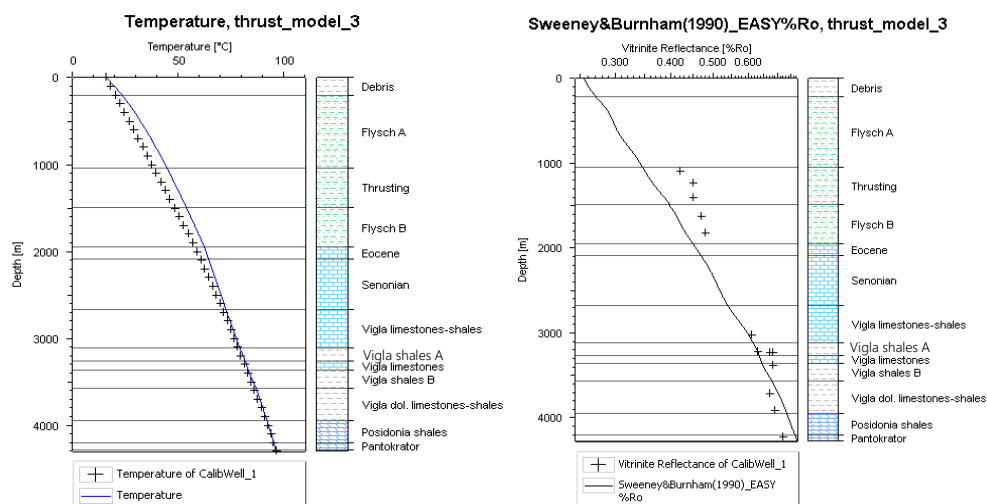 Temperature, thrust_model_3
Temperature [°C]
0 50 100
0
1000
2000
3000
4000
Depth [m]
Debris
Flysch A
Thrusting
Flysch B
Eocene
Senonian
Vigla limestones-shales
Vigla shales A
Vigla limestones
Vigla shales B
Vigla dol. limestones-shales
Posidonia shales
Pantokrator
Temperature of CalibWell_1
Temperature
Sweeney&Burnham(1990)_EASY%Ro, thrust_model_3
Vitrinite Reflectance [%Ro]
0.300 0.400 0.500 0.600
0
1000
2000
3000
4000
Depth [m]
Debris
Flysch A
Thrusting
Flysch B
Eocene
Senonian
Vigla limestones-shales
Vigla shales A
Vigla limestones
Vigla shales B
Vigla dol. limestones-shales
Posidonia shales
Pantokrator
Vitrinite Reflectance of CalibWell_1
Sweeney&Burnham(1990)_EASY
%Ro